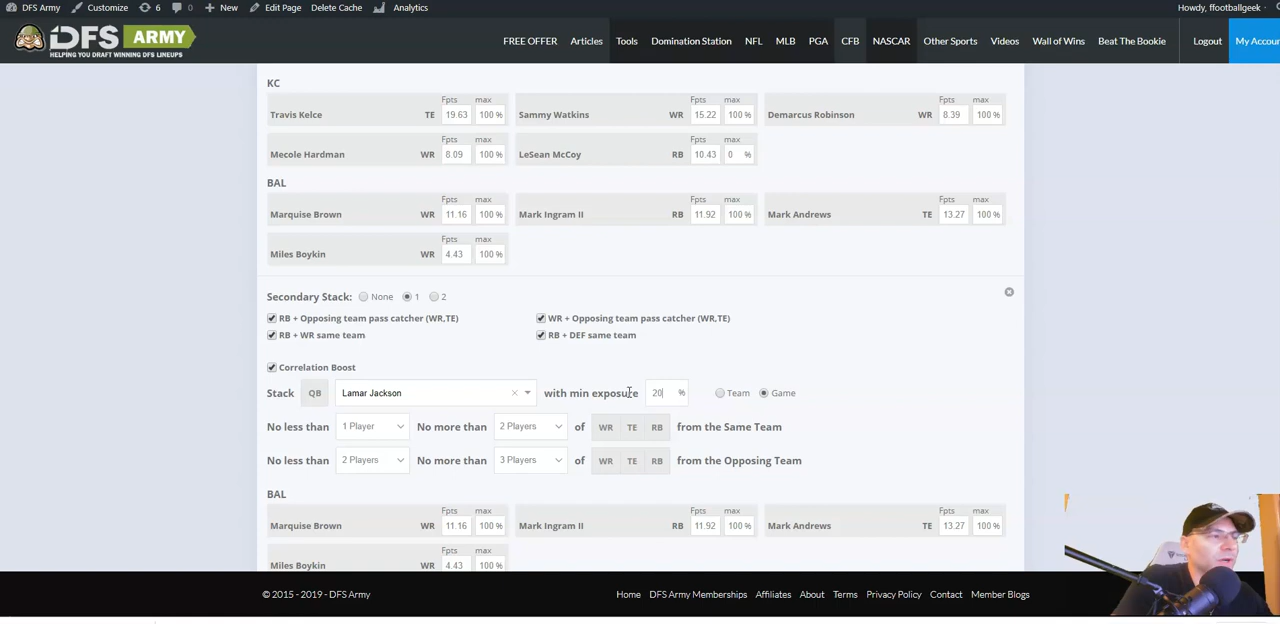 DFS Army Customize 6 0 New Edit Page Delete Cache Analytics Howdy, ffootballgeek
DFS ARMY
HELPING YOU DRAFT WINNING DFS LINEUPS
FREE OFFER Articles Tools Domination Station NFL MLB PGA CFB NASCAR Other Sports Videos Wall of Wins Beat The Bookie Logout My Accoun
KC
Fpts max Fpts max Fpts max
Travis Kelce TE 19.63 100 % Sammy Watkins WR 15.22 100 % Demarcus Robinson WR 8.39 100 %
Fpts max Fpts max
Mecole Hardman WR 8.09 100 % LeSean McCoy RB 10.43 0 %
BAL
Fpts max Fpts max Fpts max
Marquise Brown WR 11.16 100 % Mark Ingram II RB 11.92 100 % Mark Andrews TE 13.27 100 %
Fpts max
Miles Boykin WR 4.43 100 %
Secondary Stack: None 1 2
RB + Opposing team pass catcher (WR,TE) WR + Opposing team pass catcher (WR,TE)
RB + WR same team RB + DEF same team
Correlation Boost
Stack QB Lamar Jackson with min exposure 20 % Team Game
No less than 1 Player No more than 2 Players of WR TE RB from the Same Team
No less than 2 Players No more than 3 Players of WR TE RB from the Opposing Team
BAL
Fpts max Fpts max Fpts max
Marquise Brown WR 11.16 100 % Mark Ingram II RB 11.92 100 % Mark Andrews TE 13.27 100 %
Fpts max
Miles Boykin WR 4.43 100 %
© 2015 - 2019 - DFS Army Home DFS Army Memberships Affiliates About Terms Privacy Policy Contact Member Blogs